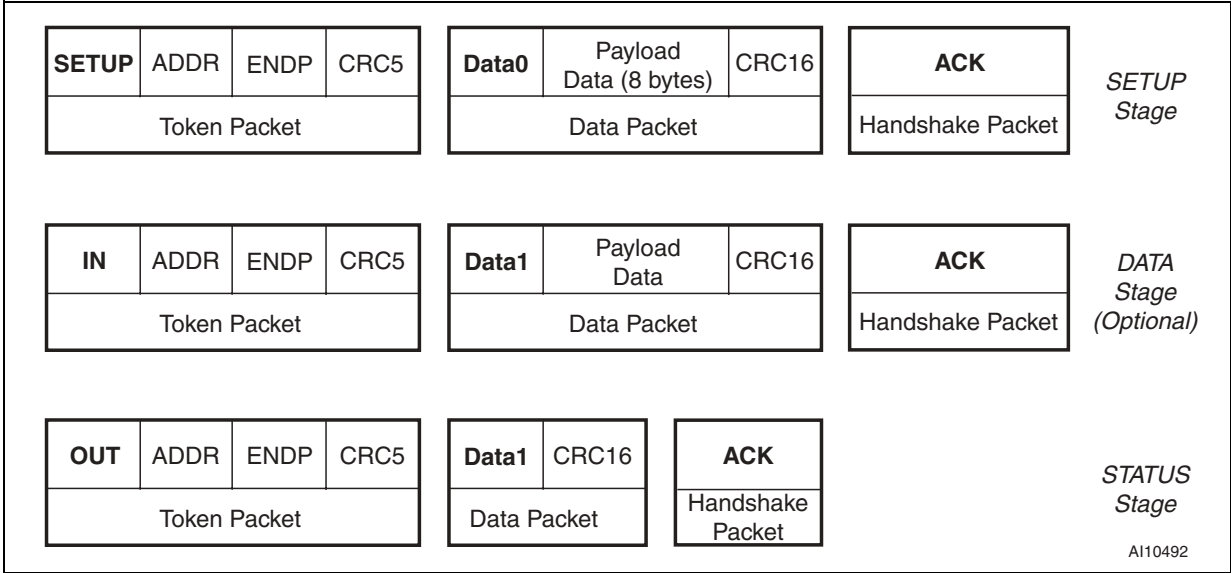 SETUP ADDR ENDP CRC5
Token Packet
Data0 Payload
Data (8 bytes) CRC16
Data Packet
ACK
Handshake Packet
SETUP
Stage
IN ADDR ENDP CRC5
Token Packet
Data1 Payload
Data CRC16
Data Packet
ACK
Handshake Packet
DATA
Stage
(Optional)
OUT ADDR ENDP CRC5
Token Packet
Data1 CRC16
Data Packet
ACK
Handshake
Packet
STATUS
Stage
AI10492